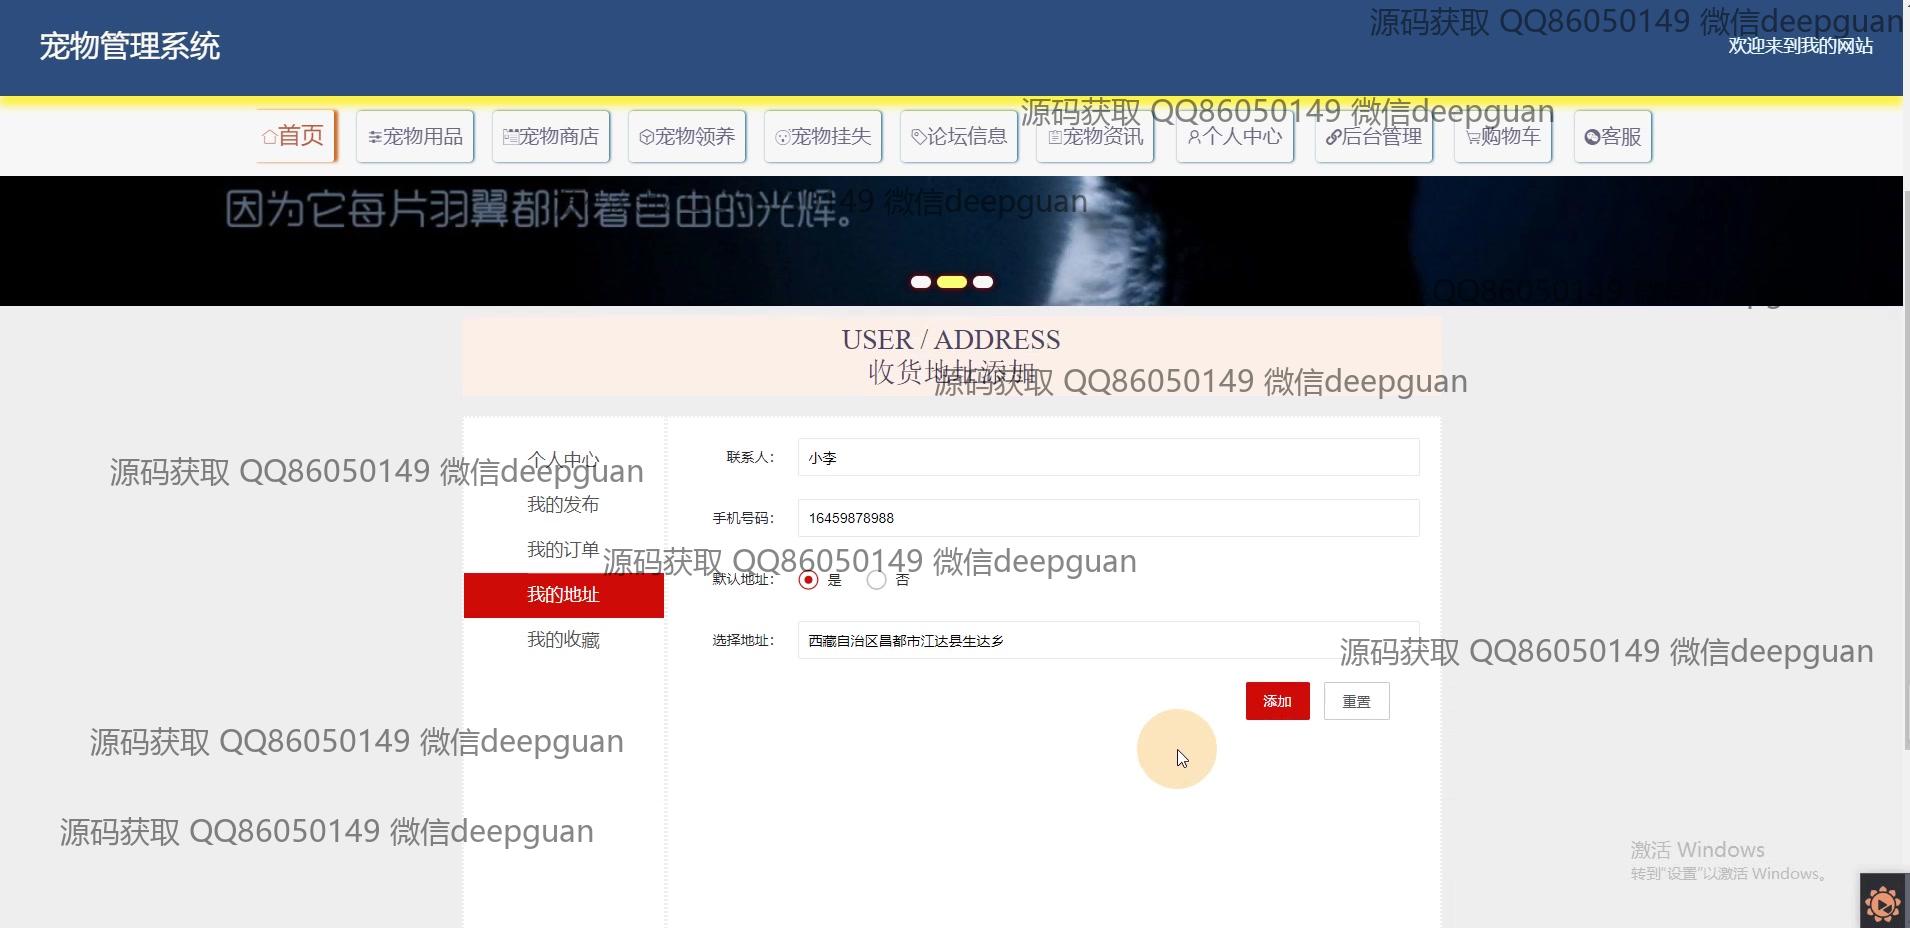 源码获取 QQ86050149 微信deepguan
宠物管理系统
欢迎来到我的网站
源码获取 QQ86050149 微信deepguan
首页 宠物用品 宠物商店 宠物领养 宠物挂失 论坛信息 宠物资讯 个人中心 后台管理 购物车 客服
因为它每片羽翼都闪着自由的光辉。
49 微信deepguan
QQ86050149
USER / ADDRESS
收货地址添加
源码获取 QQ86050149 微信deepguan
个人中心
联系人： 小李
源码获取 QQ86050149 微信deepguan
我的发布
手机号码： 16459878988
我的订单
源码获取 QQ86050149 微信deepguan
默认地址： 是 否
我的地址
我的收藏
选择地址： 西藏自治区昌都市江达县生达乡
源码获取 QQ86050149 微信deepguan
添加 重置
源码获取 QQ86050149 微信deepguan
源码获取 QQ86050149 微信deepguan
激活 Windows
转到"设置"以激活 Windows。